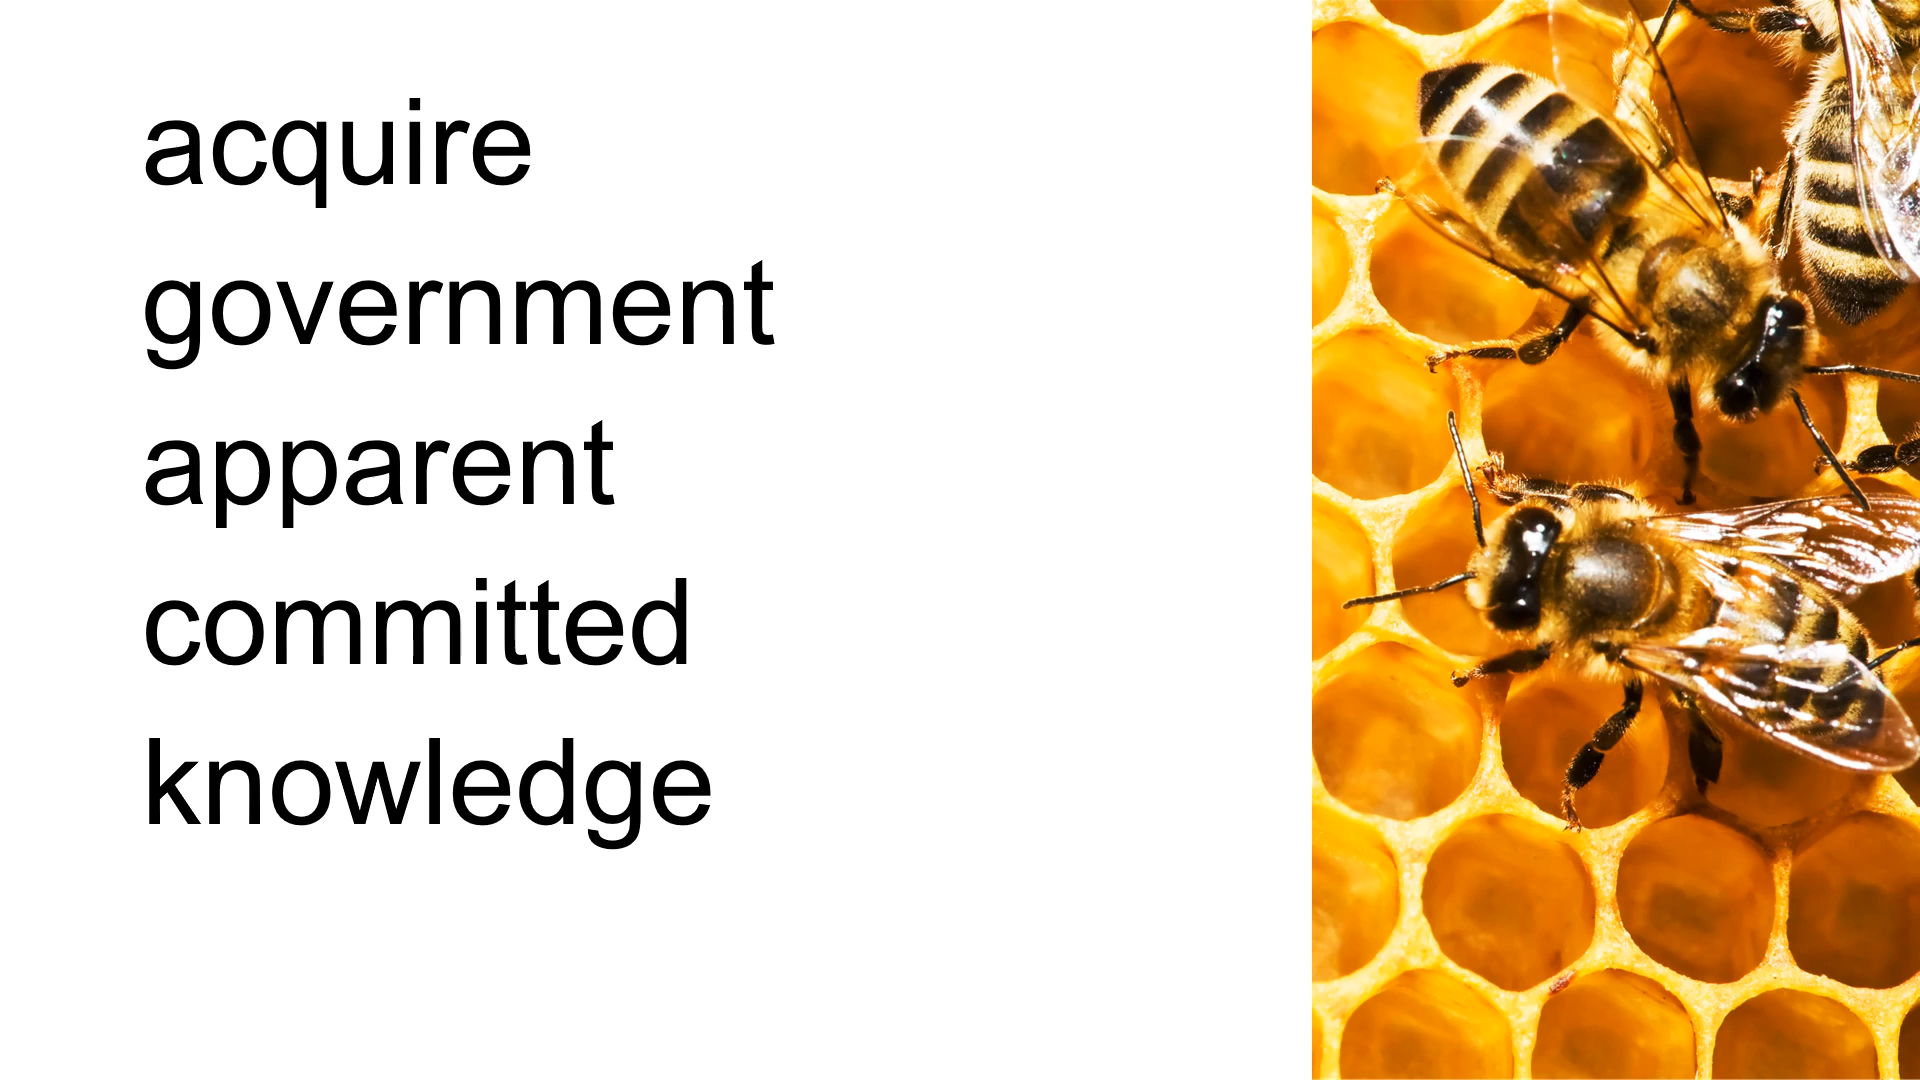 acquire
government
apparent
committed
knowledge